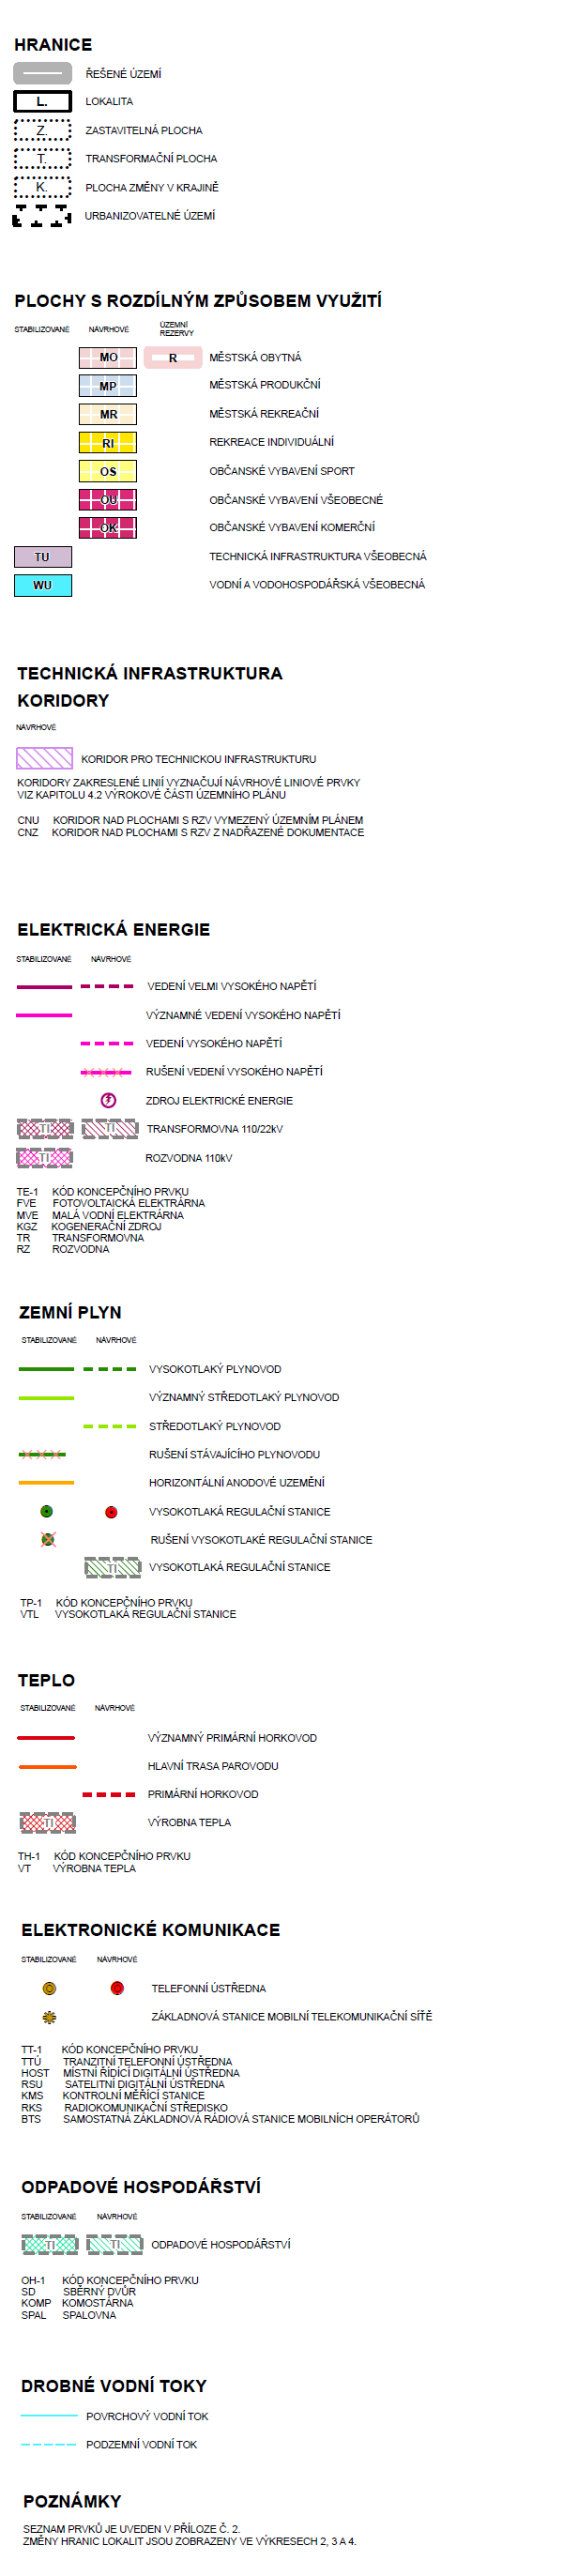 HRANICE
ŘEŠENÉ ÚZEMÍ
L. LOKALITA
Z. ZASTAVITELNÁ PLOCHA
T. TRANSFORMAČNÍ PLOCHA
K. PLOCHA ZMĚNY V KRAJINĚ
URBANIZOVATELNÉ ÚZEMÍ
PLOCHY S ROZDÍLNÝM ZPŮSOBEM VYUŽITÍ
STABILIZOVANÉ NÁVRHOVÉ ÚZEMNÍ
REZERVY
MO R MĚSTSKÁ OBYTNÁ
MP MĚSTSKÁ PRODUKČNÍ
MR MĚSTSKÁ REKREAČNÍ
RI REKREACE INDIVIDUÁLNÍ
OS OBČANSKÉ VYBAVENÍ SPORT
OU OBČANSKÉ VYBAVENÍ VŠEOBECNÉ
OK OBČANSKÉ VYBAVENÍ KOMERČNÍ
TU TECHNICKÁ INFRASTRUKTURA VŠEOBECNÁ
WU VODNÍ A VODOHOSPODÁŘSKÁ VŠEOBECNÁ
TECHNICKÁ INFRASTRUKTURA
KORIDORY
NÁVRHOVÉ
KORIDOR PRO TECHNICKOU INFRASTRUKTURU
KORIDORY ZAKRESLENÉ LINIÍ VYZNAČUJÍ NÁVRHOVÉ LINIOVÉ PRVKY
VIZ KAPITOLU 4.2 VÝROKOVÉ ČÁSTI ÚZEMNÍHO PLÁNU
CNU KORIDOR NAD PLOCHAMI S RZV VYMEZENÝ ÚZEMNÍM PLÁNEM
CNZ KORIDOR NAD PLOCHAMI S RZV Z NADŘAZENÉ DOKUMENTACE
ELEKTRICKÁ ENERGIE
STABILIZOVANÉ NÁVRHOVÉ
VEDENÍ VELMI VYSOKÉHO NAPĚTÍ
VÝZNAMNÉ VEDENÍ VYSOKÉHO NAPĚTÍ
VEDENÍ VYSOKÉHO NAPĚTÍ
RUŠENÍ VEDENÍ VYSOKÉHO NAPĚTÍ
ZDROJ ELEKTRICKÉ ENERGIE
TI TI TRANSFORMOVNA 110/22kV
TI ROZVODNA 110kV
TE-1 KÓD KONCEPČNÍHO PRVKU
FVE FOTOVOLTAICKÁ ELEKTRÁRNA
MVE MALÁ VODNÍ ELEKTRÁRNA
KGZ KOGENERAČNÍ ZDROJ
TR TRANSFORMOVNA
RZ ROZVODNA
ZEMNÍ PLYN
STABILIZOVANÉ NÁVRHOVÉ
VYSOKOTLAKÝ PLYNOVOD
VÝZNAMNÝ STŘEDOTLAKÝ PLYNOVOD
STŘEDOTLAKÝ PLYNOVOD
RUŠENÍ STÁVAJÍCÍHO PLYNOVODU
HORIZONTÁLNÍ ANODOVÉ UZEMĚNÍ
VYSOKOTLAKÁ REGULAČNÍ STANICE
RUŠENÍ VYSOKOTLAKÉ REGULAČNÍ STANICE
TI VYSOKOTLAKÁ REGULAČNÍ STANICE
TP-1 KÓD KONCEPČNÍHO PRVKU
VTL VYSOKOTLAKÁ REGULAČNÍ STANICE
TEPLO
STABILIZOVANÉ NÁVRHOVÉ
VÝZNAMNÝ PRIMÁRNÍ HORKOVOD
HLAVNÍ TRASA PAROVODU
PRIMÁRNÍ HORKOVOD
TI VÝROBNA TEPLA
TH-1 KÓD KONCEPČNÍHO PRVKU
VT VÝROBNA TEPLA
ELEKTRONICKÉ KOMUNIKACE
STABILIZOVANÉ NÁVRHOVÉ
TELEFONNÍ ÚSTŘEDNA
ZÁKLADNOVÁ STANICE MOBILNÍ TELEKOMUNIKAČNÍ SÍTĚ
TT-1 KÓD KONCEPČNÍHO PRVKU
TTÚ TRANZITNÍ TELEFONNÍ ÚSTŘEDNA
HOST MÍSTNÍ ŘÍDÍCÍ DIGITÁLNÍ ÚSTŘEDNA
RSU SATELITNÍ DIGITÁLNÍ ÚSTŘEDNA
KMS KONTROLNÍ MĚŘÍCÍ STANICE
RKS RADIOKOMUNIKAČNÍ STŘEDISKO
BTS SAMOSTATNÁ ZÁKLADNOVÁ RÁDIOVÁ STANICE MOBILNÍCH OPERÁTORŮ
ODPADOVÉ HOSPODÁŘSTVÍ
STABILIZOVANÉ NÁVRHOVÉ
TI TI ODPADOVÉ HOSPODÁŘSTVÍ
OH-1 KÓD KONCEPČNÍHO PRVKU
SD SBĚRNÝ DVŮR
KOMP KOMOSTÁRNA
SPAL SPALOVNA
DROBNÉ VODNÍ TOKY
POVRCHOVÝ VODNÍ TOK
PODZEMNÍ VODNÍ TOK
POZNÁMKY
SEZNAM PRVKŮ JE UVEDEN V PŘÍLOZE Č. 2.
ZMĚNY HRANIC LOKALIT JSOU ZOBRAZENY VE VÝKRESECH 2, 3 A 4.